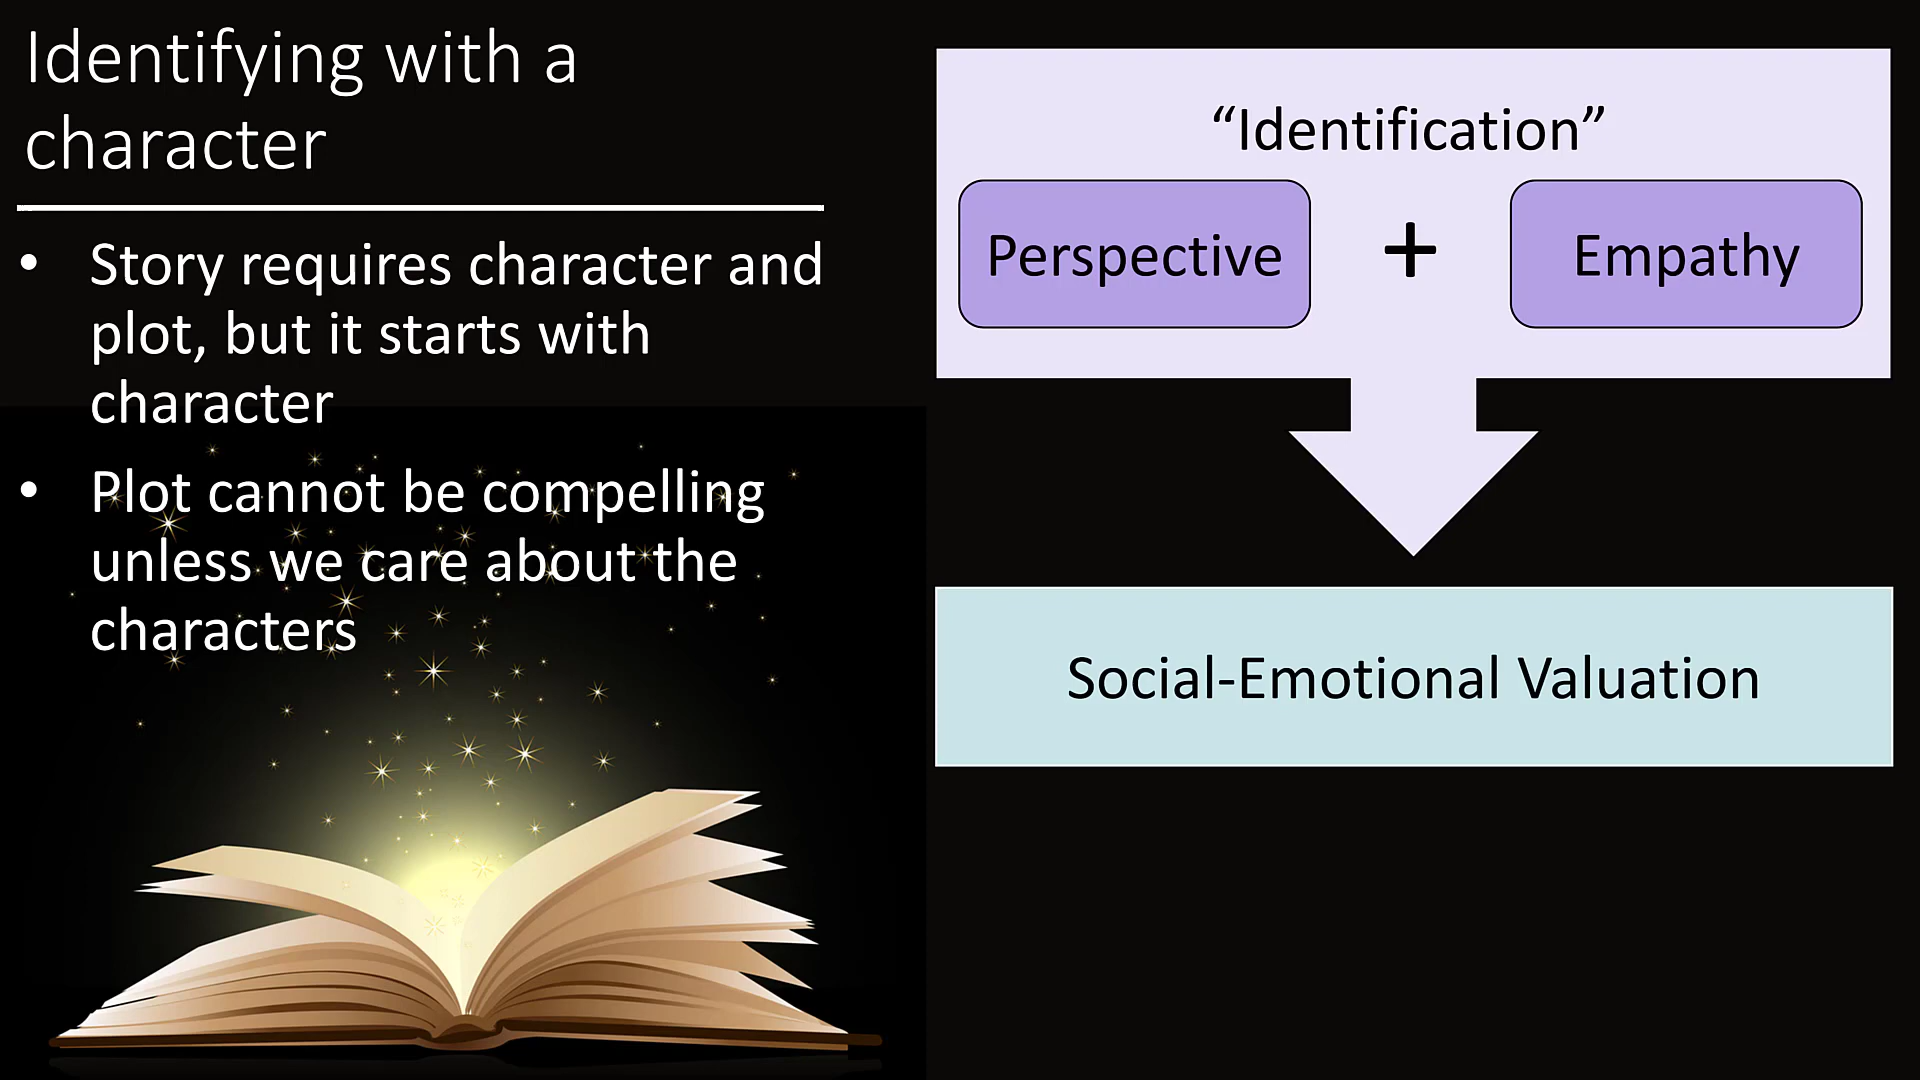 Identifying with a
character
• Story requires character and
plot, but it starts with
character
• Plot cannot be compelling
unless we care about the
characters
“Identification”
Perspective + Empathy
Social-Emotional Valuation